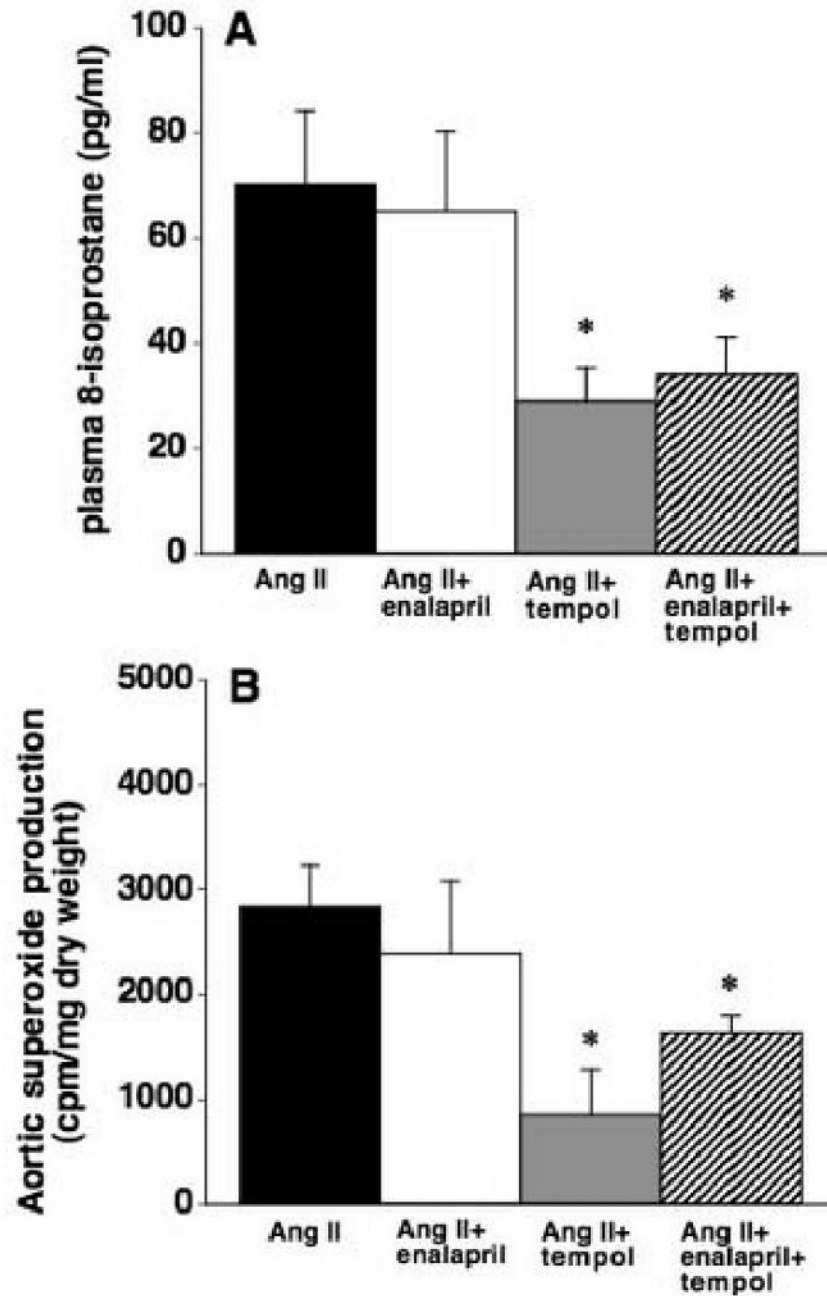 A
plasma 8-isoprostane (pg/ml)
100
80
60
40
20
0
*
*
Ang II
Ang II+
enalapril
Ang II+
tempol
Ang II+
enalapril+
tempol
B
Aortic superoxide production
(cpm/mg dry weight)
5000
4000
3000
2000
1000
0
*
*
Ang II
Ang II+
enalapril
Ang II+
tempol
Ang II+
enalapril+
tempol